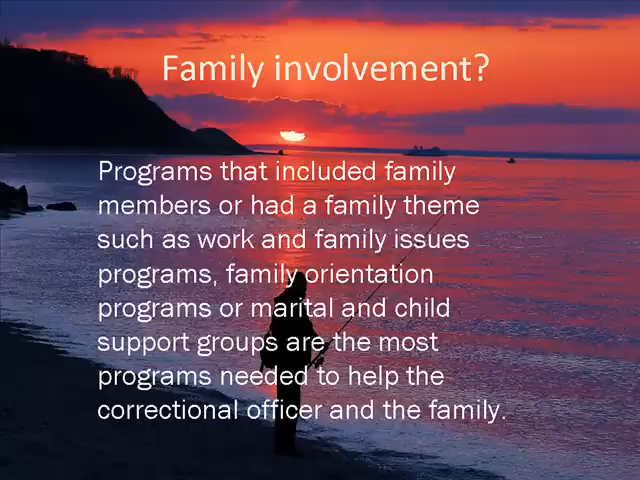 Family involvement?
Programs that included family
members or had a family theme
such as work and family issues
programs, family orientation
programs or marital and child
support groups are the most
programs needed to help the
correctional officer and the family.